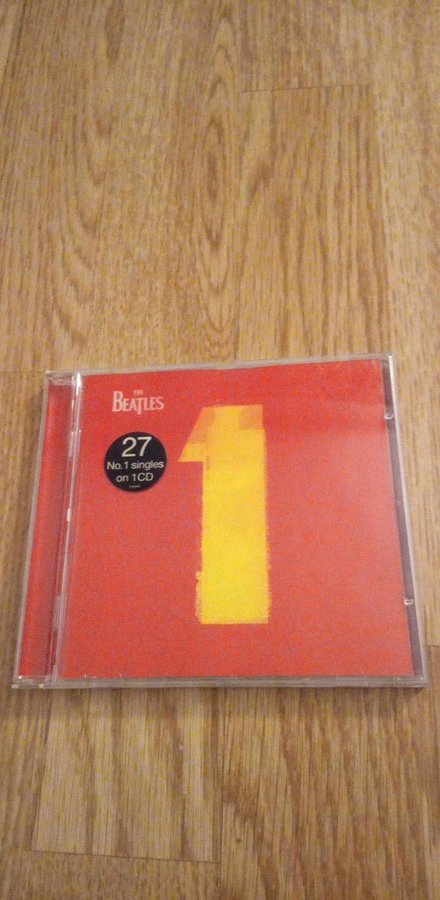 THE
BEATLES
27
No.1 singles
on 1CD
1